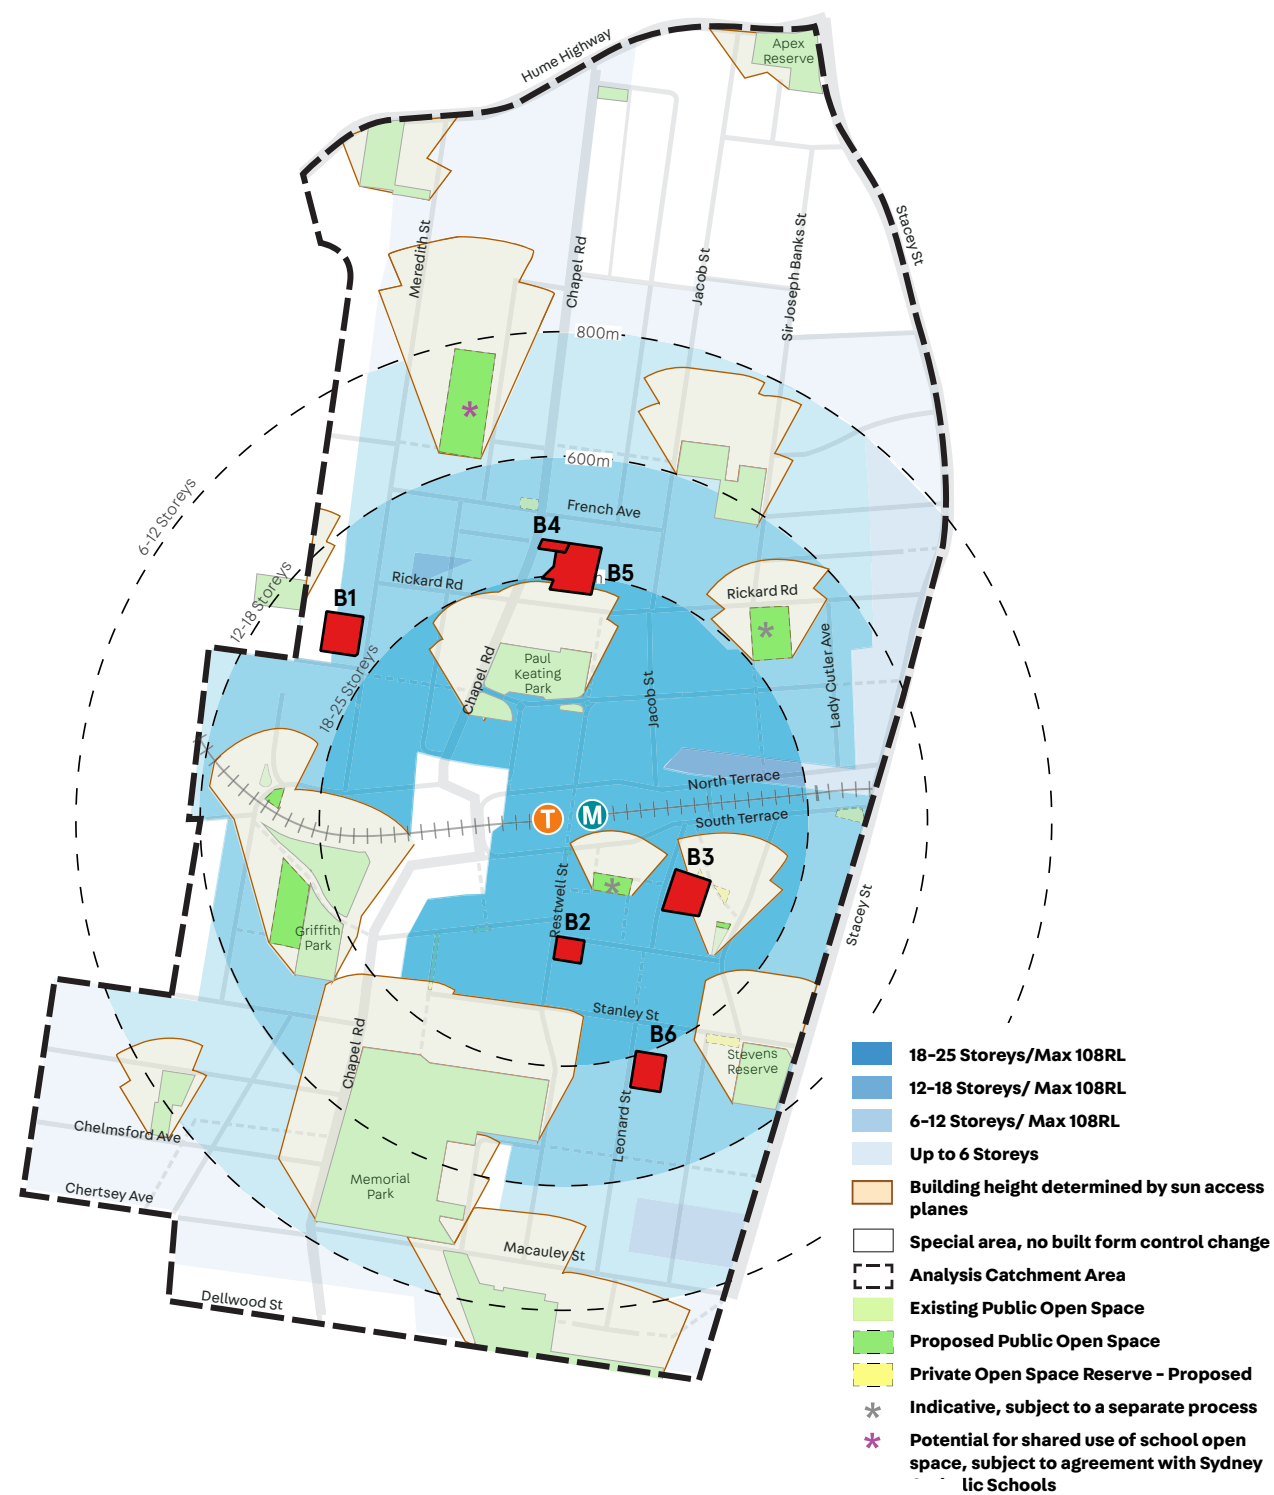 Apex
Reserve
Hume Highway
Stacey St
Meredith St
Chapel Rd
Jacob St
Sir Joseph Banks St
800m
600m
6-12 Storeys
French Ave
B4
B5
12-18 Storeys
Rickard Rd
B1
Rickard Rd
18-25 Storeys
Chapel Rd
Paul
Keating
Park
Jacob St
Lady Cutler Ave
North Terrace
T
M
South Terrace
B3
Restwell St
B2
Stacey St
Griffith
Park
Stanley St
Chapel Rd
B6
Stevens
Reserve
Leonard St
Chelmsford Ave
Chertsey Ave
Memorial
Park
Macauley St
Dellwood St
18-25 Storeys/Max 108RL
12-18 Storeys/ Max 108RL
6-12 Storeys/ Max 108RL
Up to 6 Storeys
Building height determined by sun access
planes
Special area, no built form control change
Analysis Catchment Area
Existing Public Open Space
Proposed Public Open Space
Private Open Space Reserve - Proposed
Indicative, subject to a separate process
Potential for shared use of school open
space, subject to agreement with Sydney
lic Schools